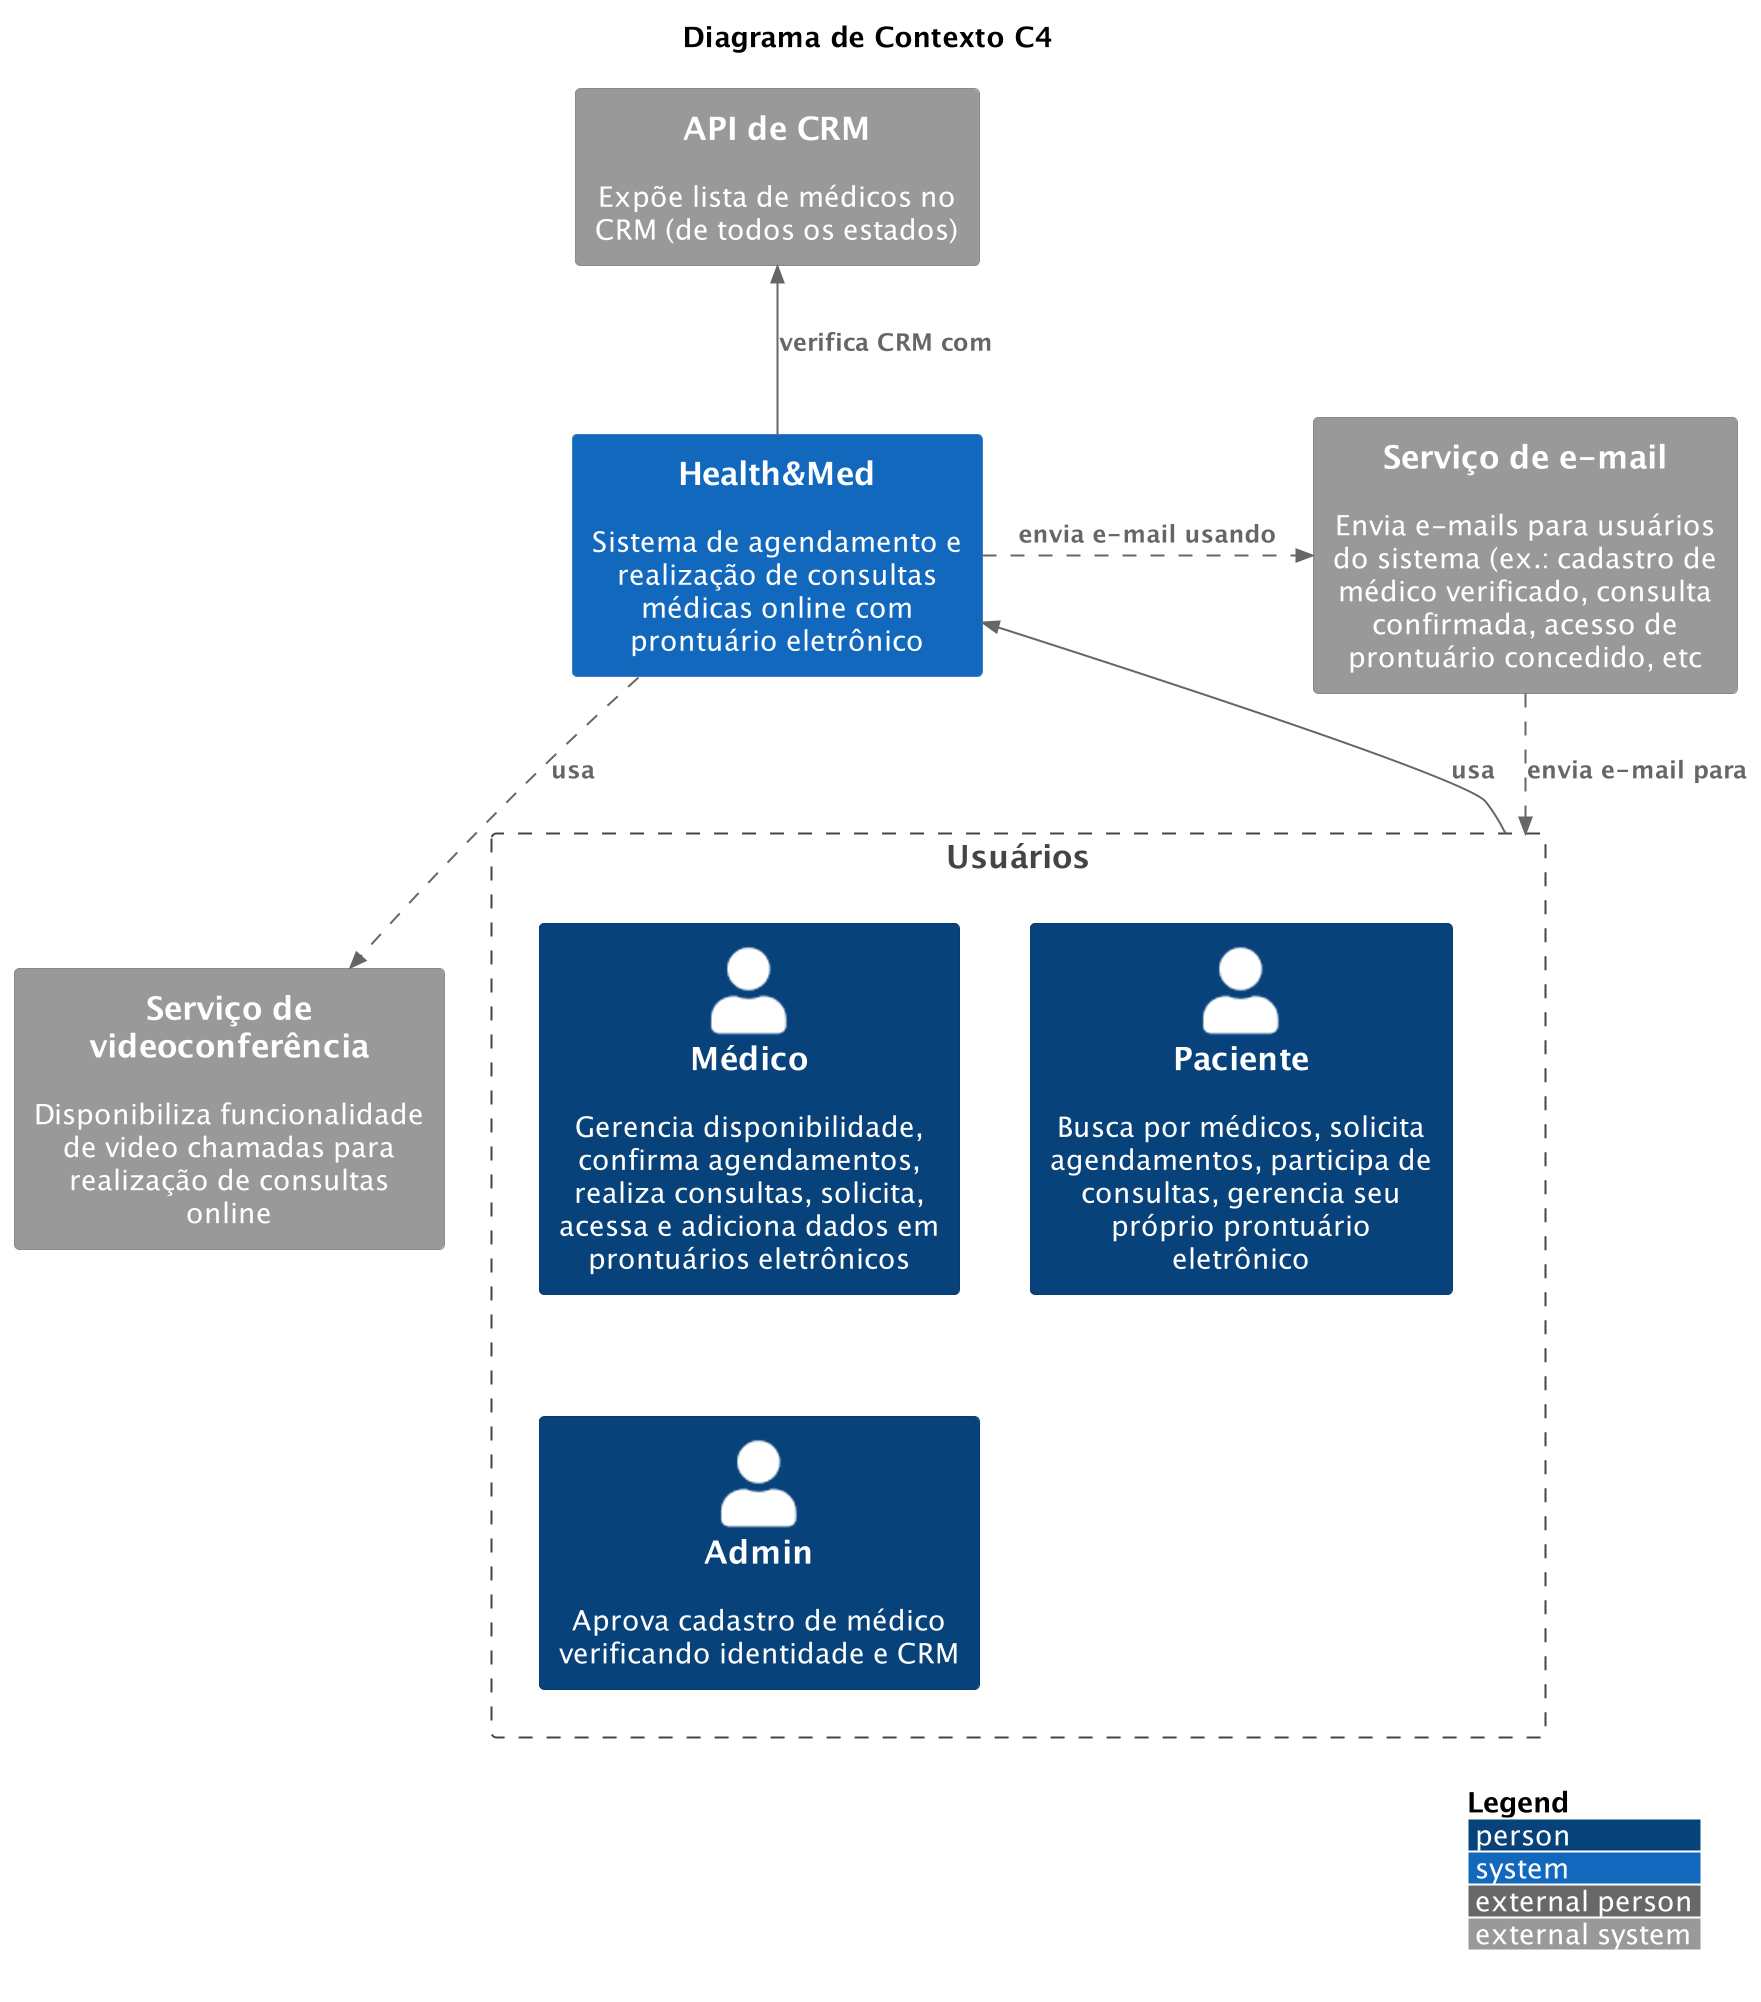 Diagrama de Contexto C4
API de CRM
Expõe lista de médicos no
CRM (de todos os estados)
verifica CRM com
Health&Med
Sistema de agendamento e
realização de consultas
médicas online com
prontuário eletrônico
envia e-mail usando
Serviço de e-mail
Envia e-mails para usuários
do sistema (ex.: cadastro de
médico verificado, consulta
confirmada, acesso de
prontuário concedido, etc
usa
usa
envia e-mail para
Serviço de
videoconferência
Disponibiliza funcionalidade
de video chamadas para
realização de consultas
online
Usuários
Médico
Gerencia disponibilidade,
confirma agendamentos,
realiza consultas, solicita,
acessa e adiciona dados em
prontuários eletrônicos
Paciente
Busca por médicos, solicita
agendamentos, participa de
consultas, gerencia seu
próprio prontuário
eletrônico
Admin
Aprova cadastro de médico
verificando identidade e CRM
Legend
person
system
external person
external system